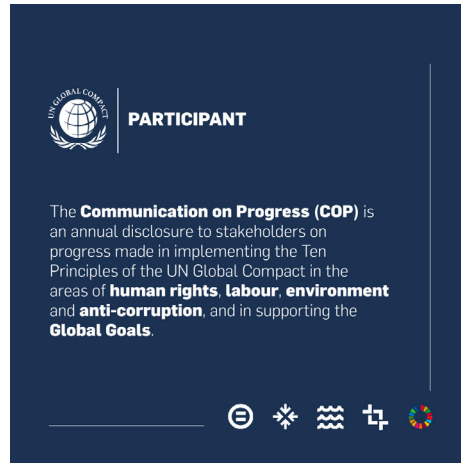 UN GLOBAL COMPACT
PARTICIPANT
The Communication on Progress (COP) is
an annual disclosure to stakeholders on
progress made in implementing the Ten
Principles of the UN Global Compact in the
areas of human rights, labour, environment
and anti-corruption, and in supporting the
Global Goals.